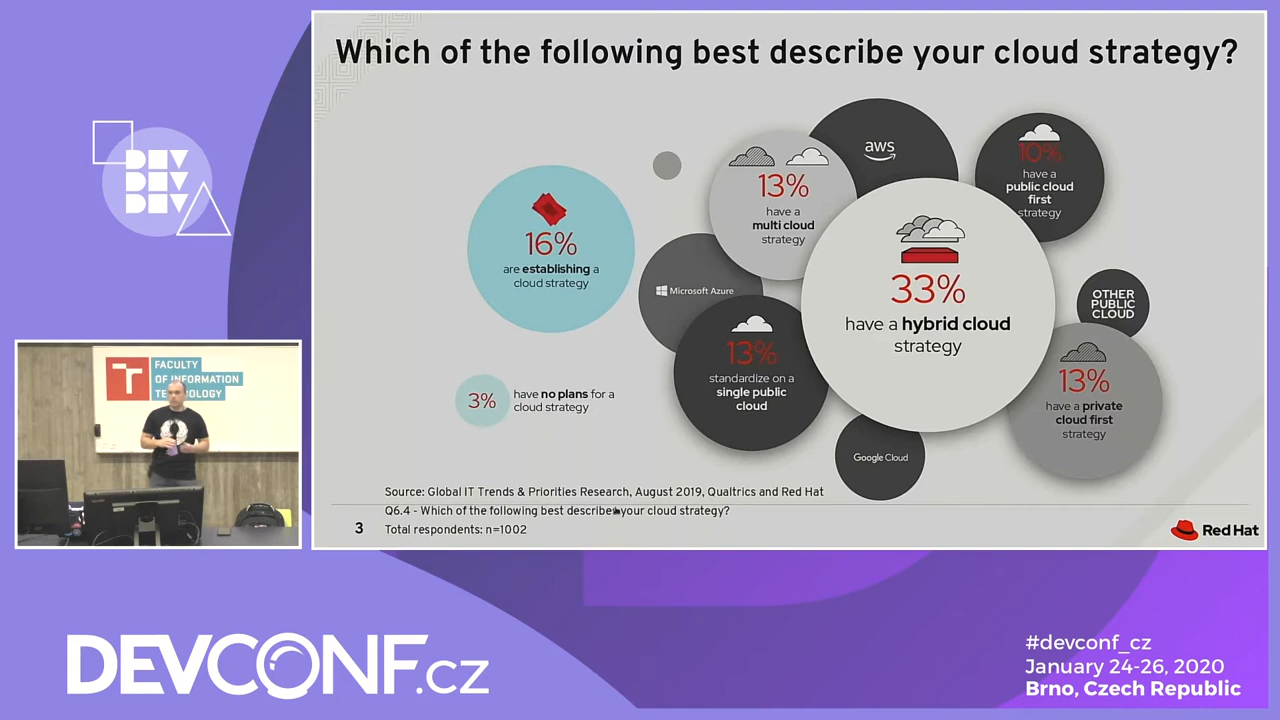 Which of the following best describe your cloud strategy?
DEV
DEV
DEV
aws
10%
have a
public cloud
first
strategy
13%
have a
multi cloud
strategy
16%
are establishing a
cloud strategy
Microsoft Azure
33%
have a hybrid cloud
strategy
OTHER
PUBLIC
CLOUD
13%
standardize on a
single public
cloud
13%
have a private
cloud first
strategy
3%
have no plans for a
cloud strategy
Google Cloud
FACULTY
OF INFORMATION
TECHNOLOGY
Source: Global IT Trends & Priorities Research, August 2019, Qualtrics and Red Hat
Q6.4 - Which of the following best describes your cloud strategy?
3
Total respondents: n=1002
Red Hat
DEVCONF.cz
#devconf_cz
January 24-26, 2020
Brno, Czech Republic